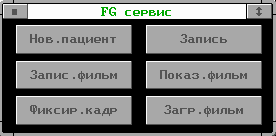 FG сервис
Нов.пациент Запись
Запис.фильм Показ.фильм
Фиксир.кадр Загр.фильм